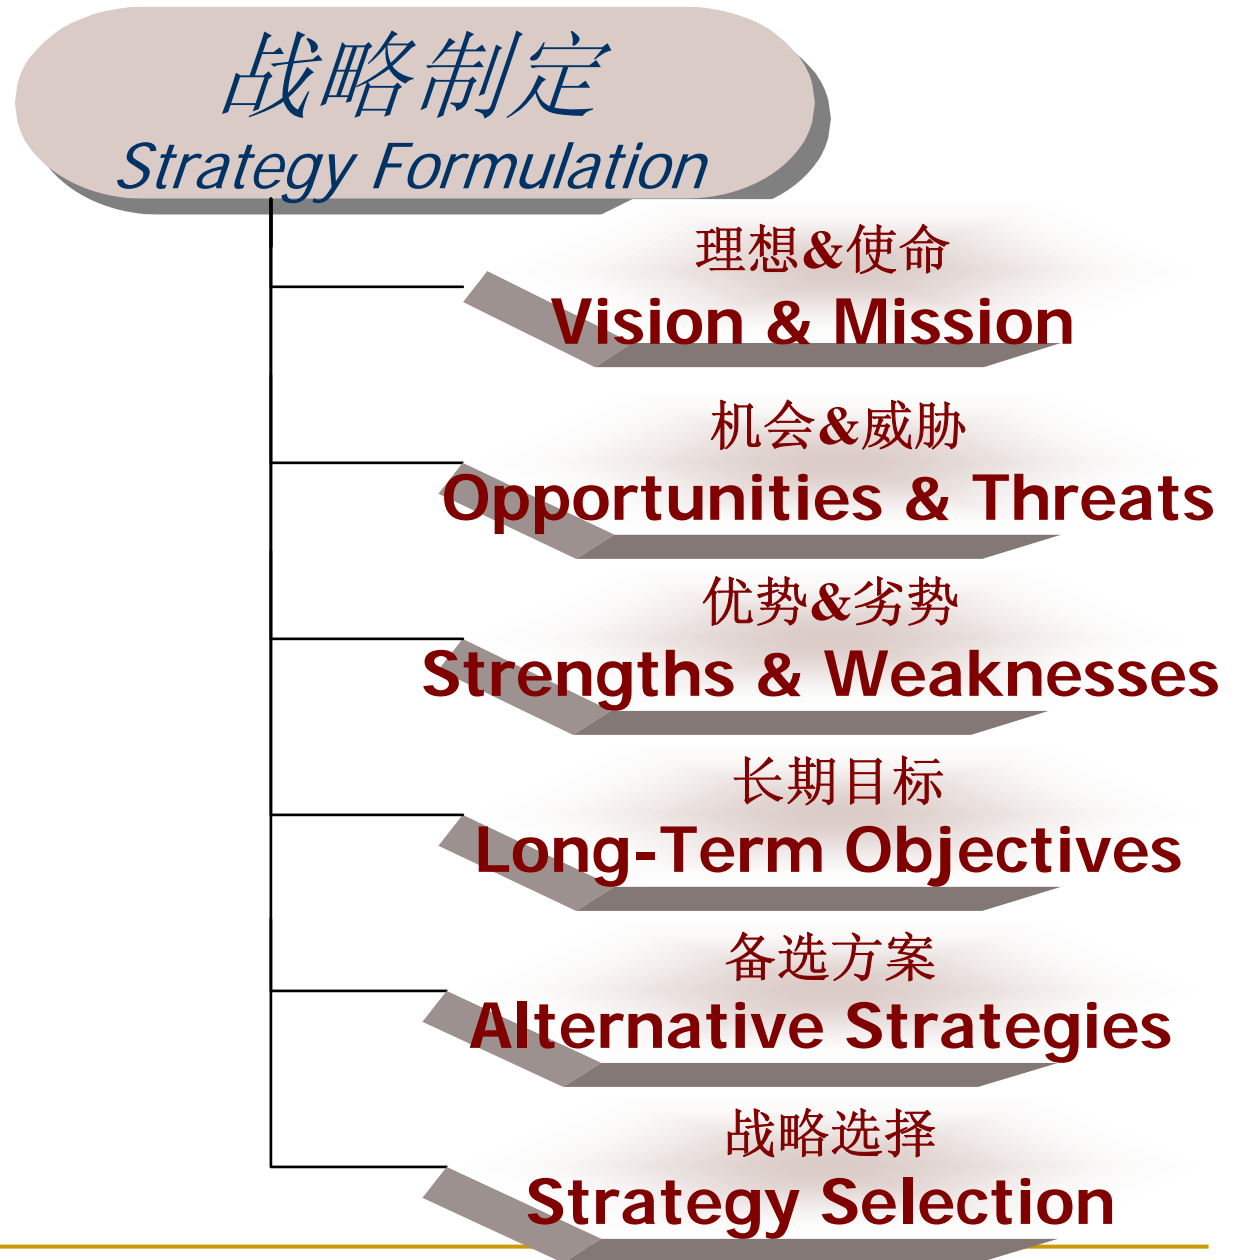 战略制定
Strategy Formulation
理想&使命
Vision & Mission
机会&威胁
Opportunities & Threats
优势&劣势
Strengths & Weaknesses
长期目标
Long-Term Objectives
备选方案
Alternative Strategies
战略选择
Strategy Selection